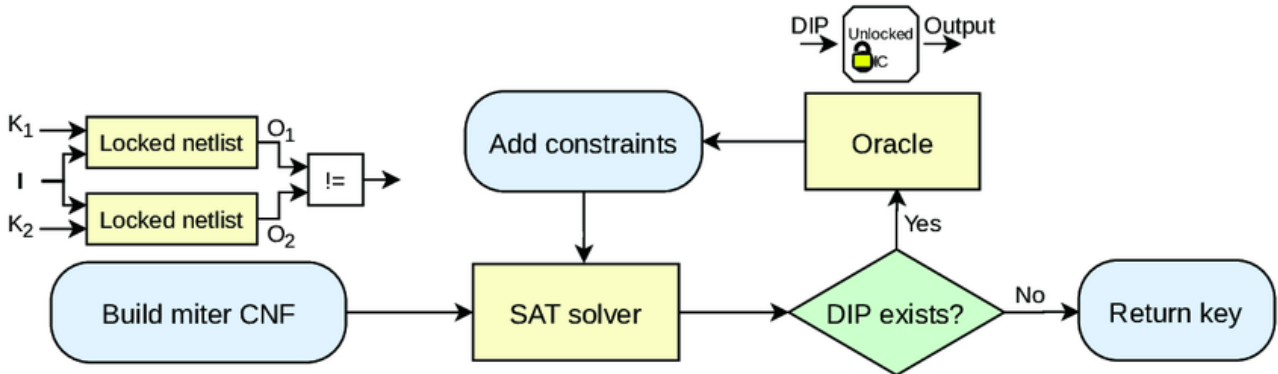 DIP
Unlocked
IC
Output
K1
Locked netlist
O1
Add constraints
Oracle
I
!=
K2
Locked netlist
O2
Yes
Build miter CNF
SAT solver
DIP exists?
No
Return key